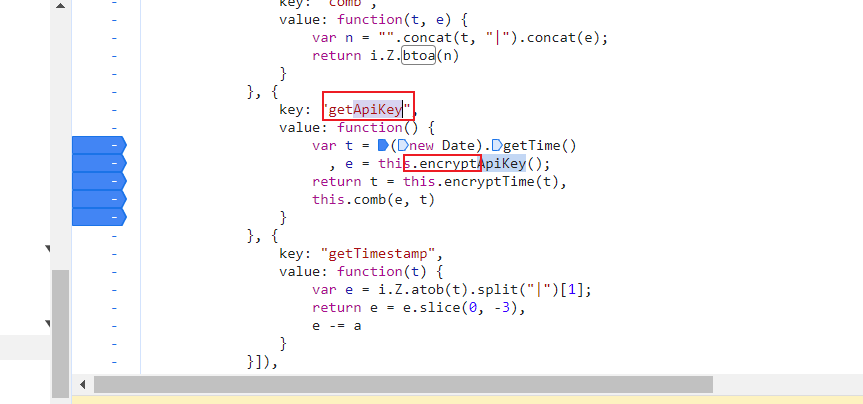 key: "comb",
value: function(t, e) {
var n = "".concat(t, "|").concat(e);
return i.Z.btoa(n)
}
}, {
key: "getApiKey",
value: function() {
var t = (new Date).getTime()
, e = this.encryptApiKey();
return t = this.encryptTime(t),
this.comb(e, t)
}
}, {
key: "getTimestamp",
value: function(t) {
var e = i.Z.atob(t).split("|")[1];
return e = e.slice(0, -3),
e -= a
}
}]),